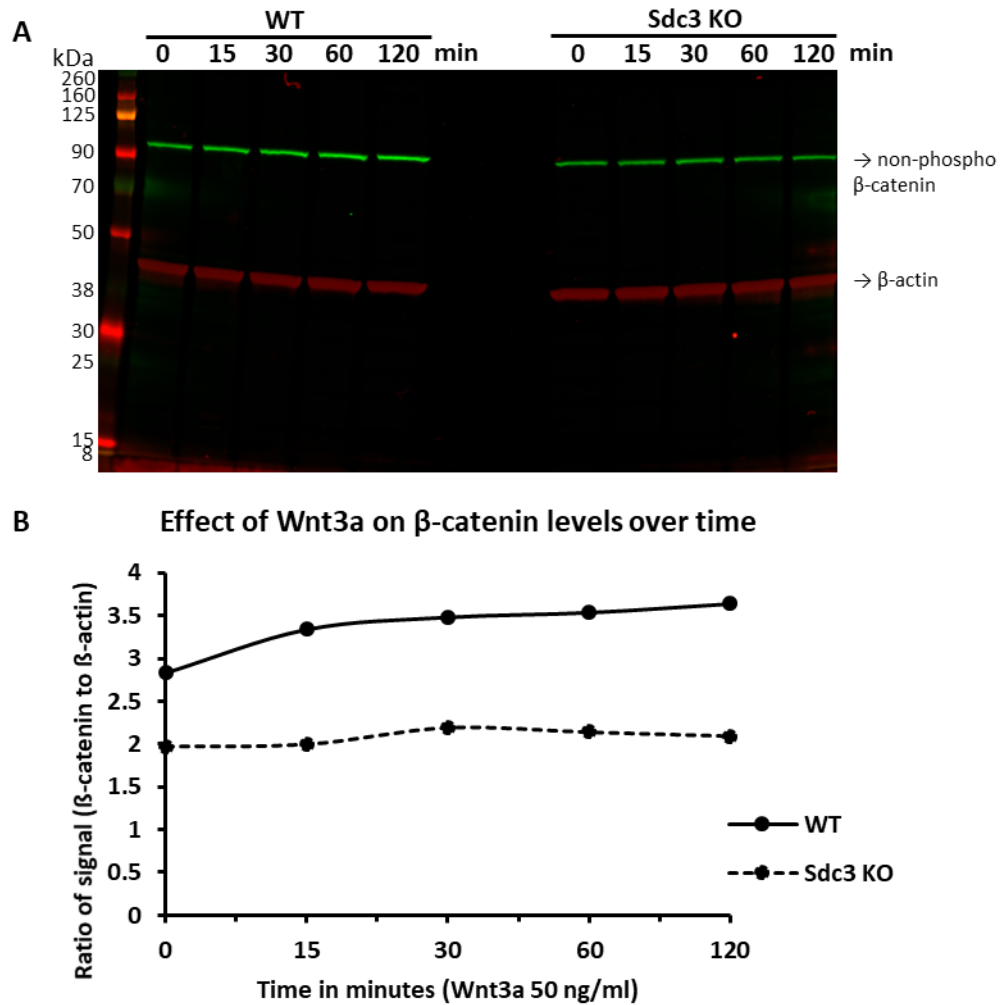 A
WT
Sdc3 KO
kDa
0 15 30 60 120 min
0 15 30 60 120 min
260
160
125
90
70
50
38
30
25
15
8
→ non-phospho
β-catenin
→ β-actin
B
Effect of Wnt3a on β-catenin levels over time
Ratio of signal (ß-catenin to ß-actin)
4
3.5
3
2.5
2
1.5
1
0.5
0
0 15 30 60 120
Time in minutes (Wnt3a 50 ng/ml)
WT
Sdc3 KO